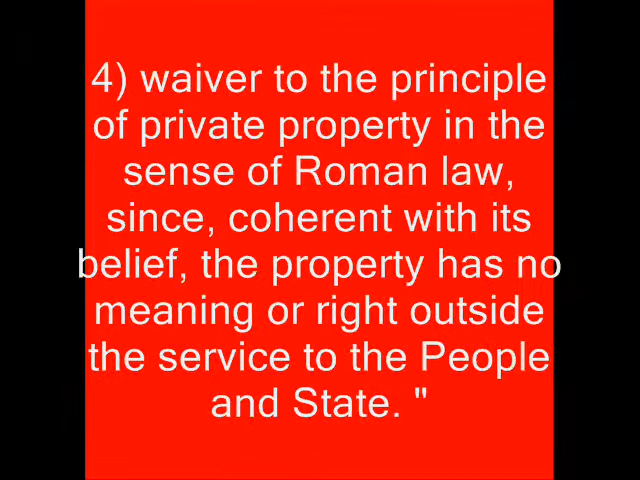 4) waiver to the principle
of private property in the
sense of Roman law,
since, coherent with its
belief, the property has no
meaning or right outside
the service to the People
and State. "